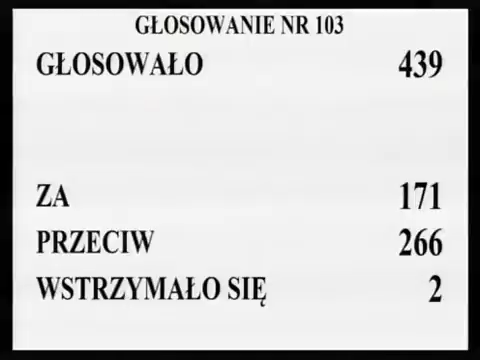 GŁOSOWANIE NR 103
GŁOSOWAŁO 439
ZA 171
PRZECIW 266
WSTRZYMAŁO SIĘ 2